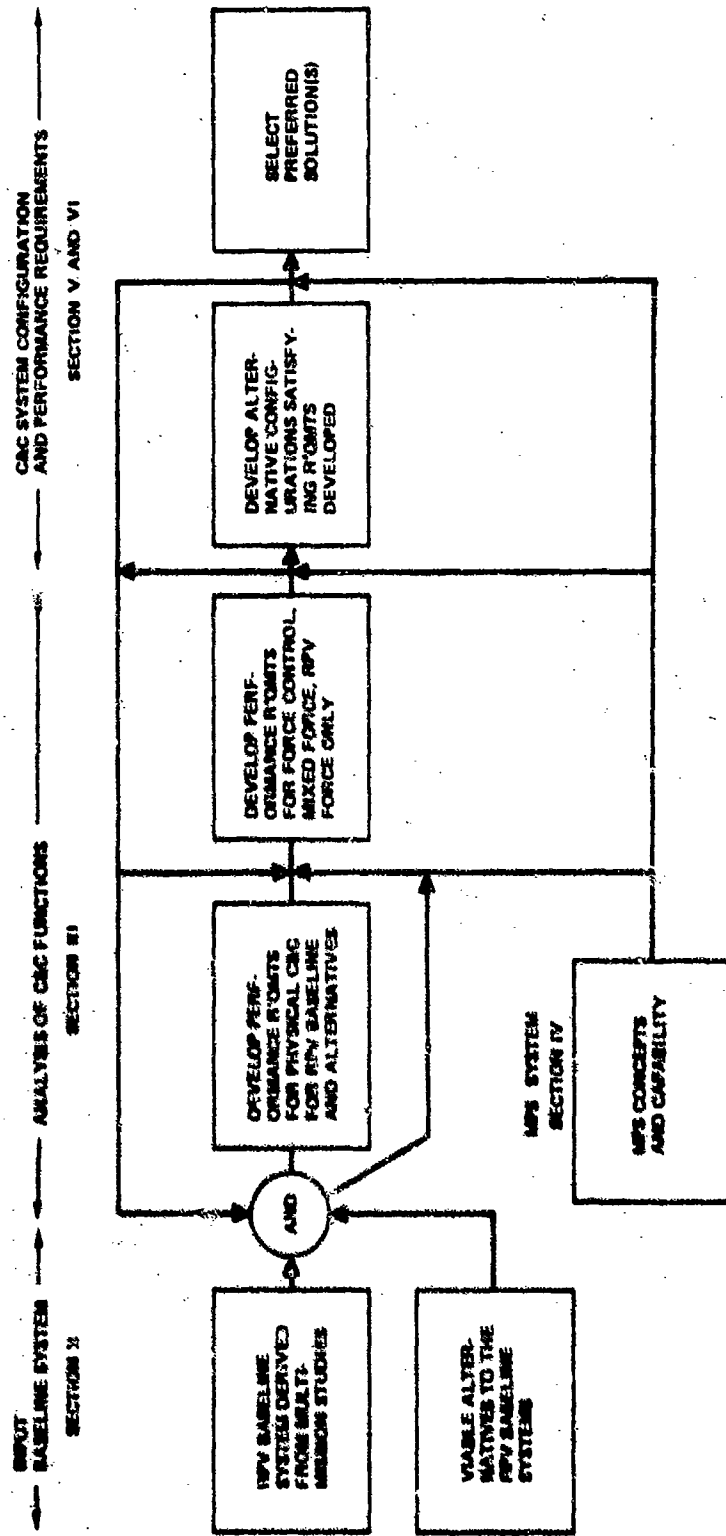 INPUT
BASELINE SYSTEM
SECTION II
ANALYSIS OF C&C FUNCTIONS
SECTION III
C&C SYSTEM CONFIGURATION
AND PERFORMANCE REQUIREMENTS
SECTION V AND VI
RPV BASELINE
SYSTEM DERIVED
FROM MULTI-
MISSION STUDIES
VIABLE ALTER-
NATIVES TO THE
RPV BASELINE
SYSTEMS
AND
DEVELOP PERF-
ORMANCE R'QMTS
FOR PHYSICAL C&C
FOR RPV BASELINE
AND ALTERNATIVES
DEVELOP PERF-
ORMANCE R'QMTS
FOR FORCE CONTROL,
MIXED FORCE, RPV
FORCE ONLY
DEVELOP ALTER-
NATIVE CONFIG-
URATIONS SATISFY-
ING R'QMTS
DEVELOPED
SELECT
PREFERRED
SOLUTION(S)
MPS SYSTEM
SECTION IV
MPS CONCEPTS
AND CAPABILITY